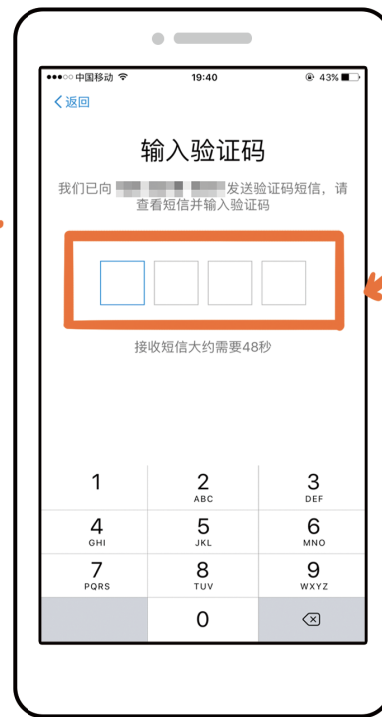 中国移动 19:40 43%
返回
输入验证码
我们已向 发送验证码短信，请
查看短信并输入验证码
接收短信大约需要48秒
1 2 3
ABC DEF
4 5 6
GHI JKL MNO
7 8 9
PQRS TUV WXYZ
0